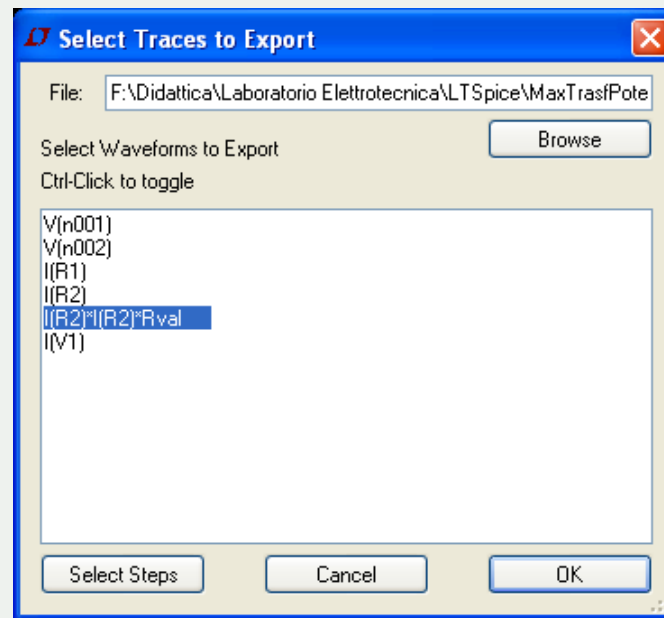 Select Traces to Export
File: F:\Didattica\Laboratorio Elettrotecnica\LTSpice\MaxTrasfPote
Browse
Select Waveforms to Export
Ctrl-Click to toggle
V(n001)
V(n002)
I(R1)
I(R2)
I(R2)*I(R2)*Rval
I(V1)
Select Steps Cancel OK